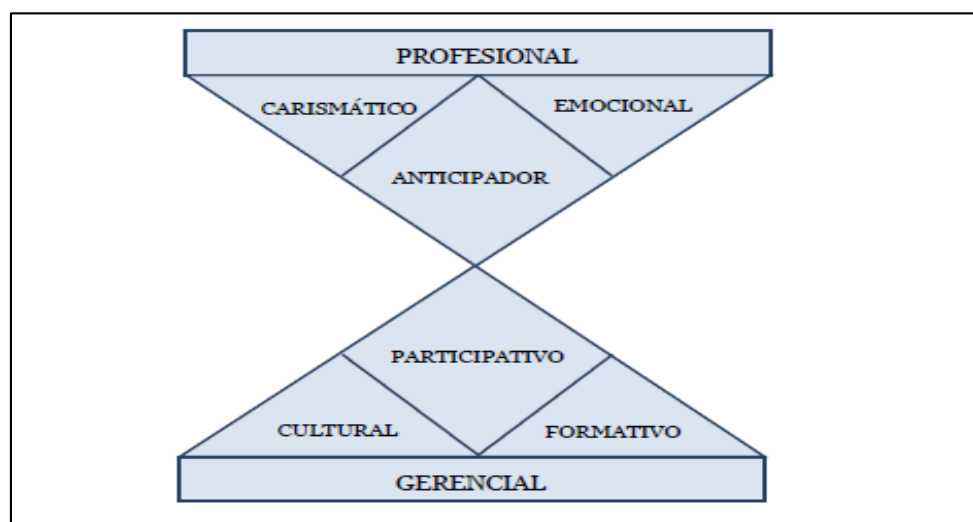 PROFESIONAL
CARISMÁTICO
EMOCIONAL
ANTICIPADOR
PARTICIPATIVO
CULTURAL
FORMATIVO
GERENCIAL